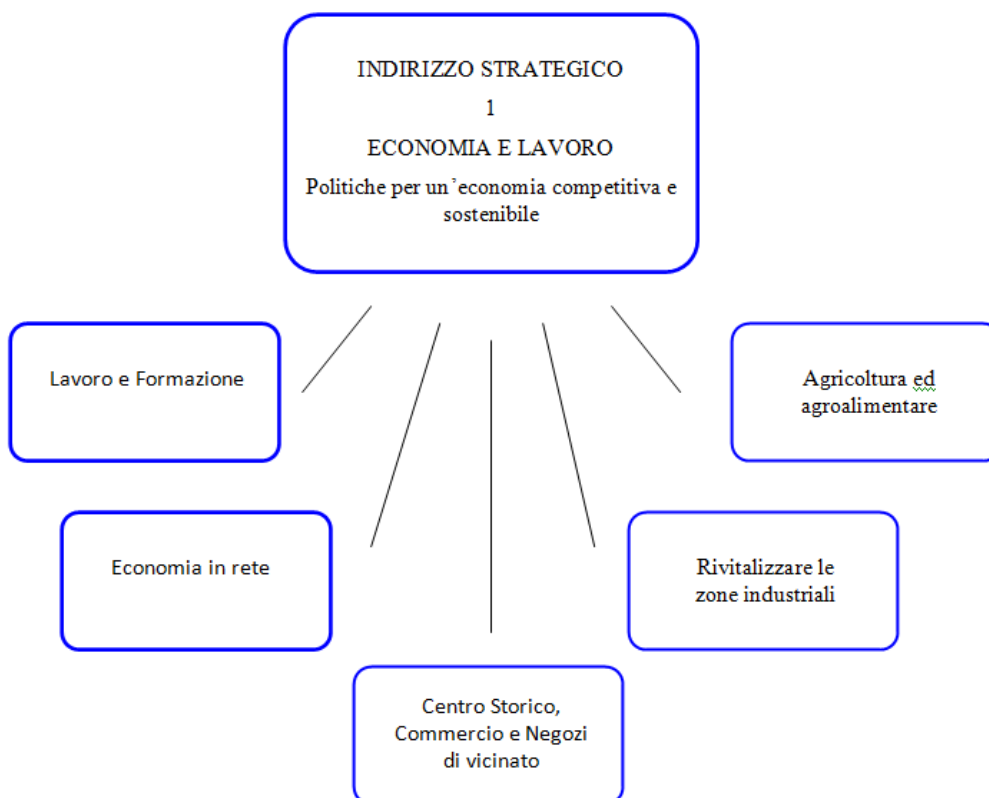 INDIRIZZO STRATEGICO
1
ECONOMIA E LAVORO
Politiche per un'economia competitiva e
sostenibile
Lavoro e Formazione
Agricoltura ed
agroalimentare
Economia in rete
Rivitalizzare le
zone industriali
Centro Storico,
Commercio e Negozi
di vicinato